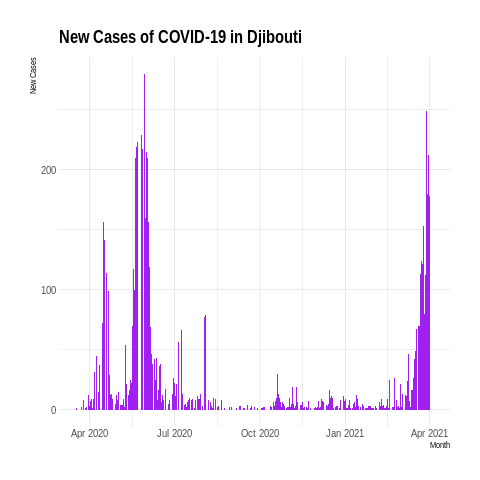 New Cases of COVID-19 in Djibouti
New Cases
200
100
0
Apr 2020 Jul 2020 Oct 2020 Jan 2021 Apr 2021
Month